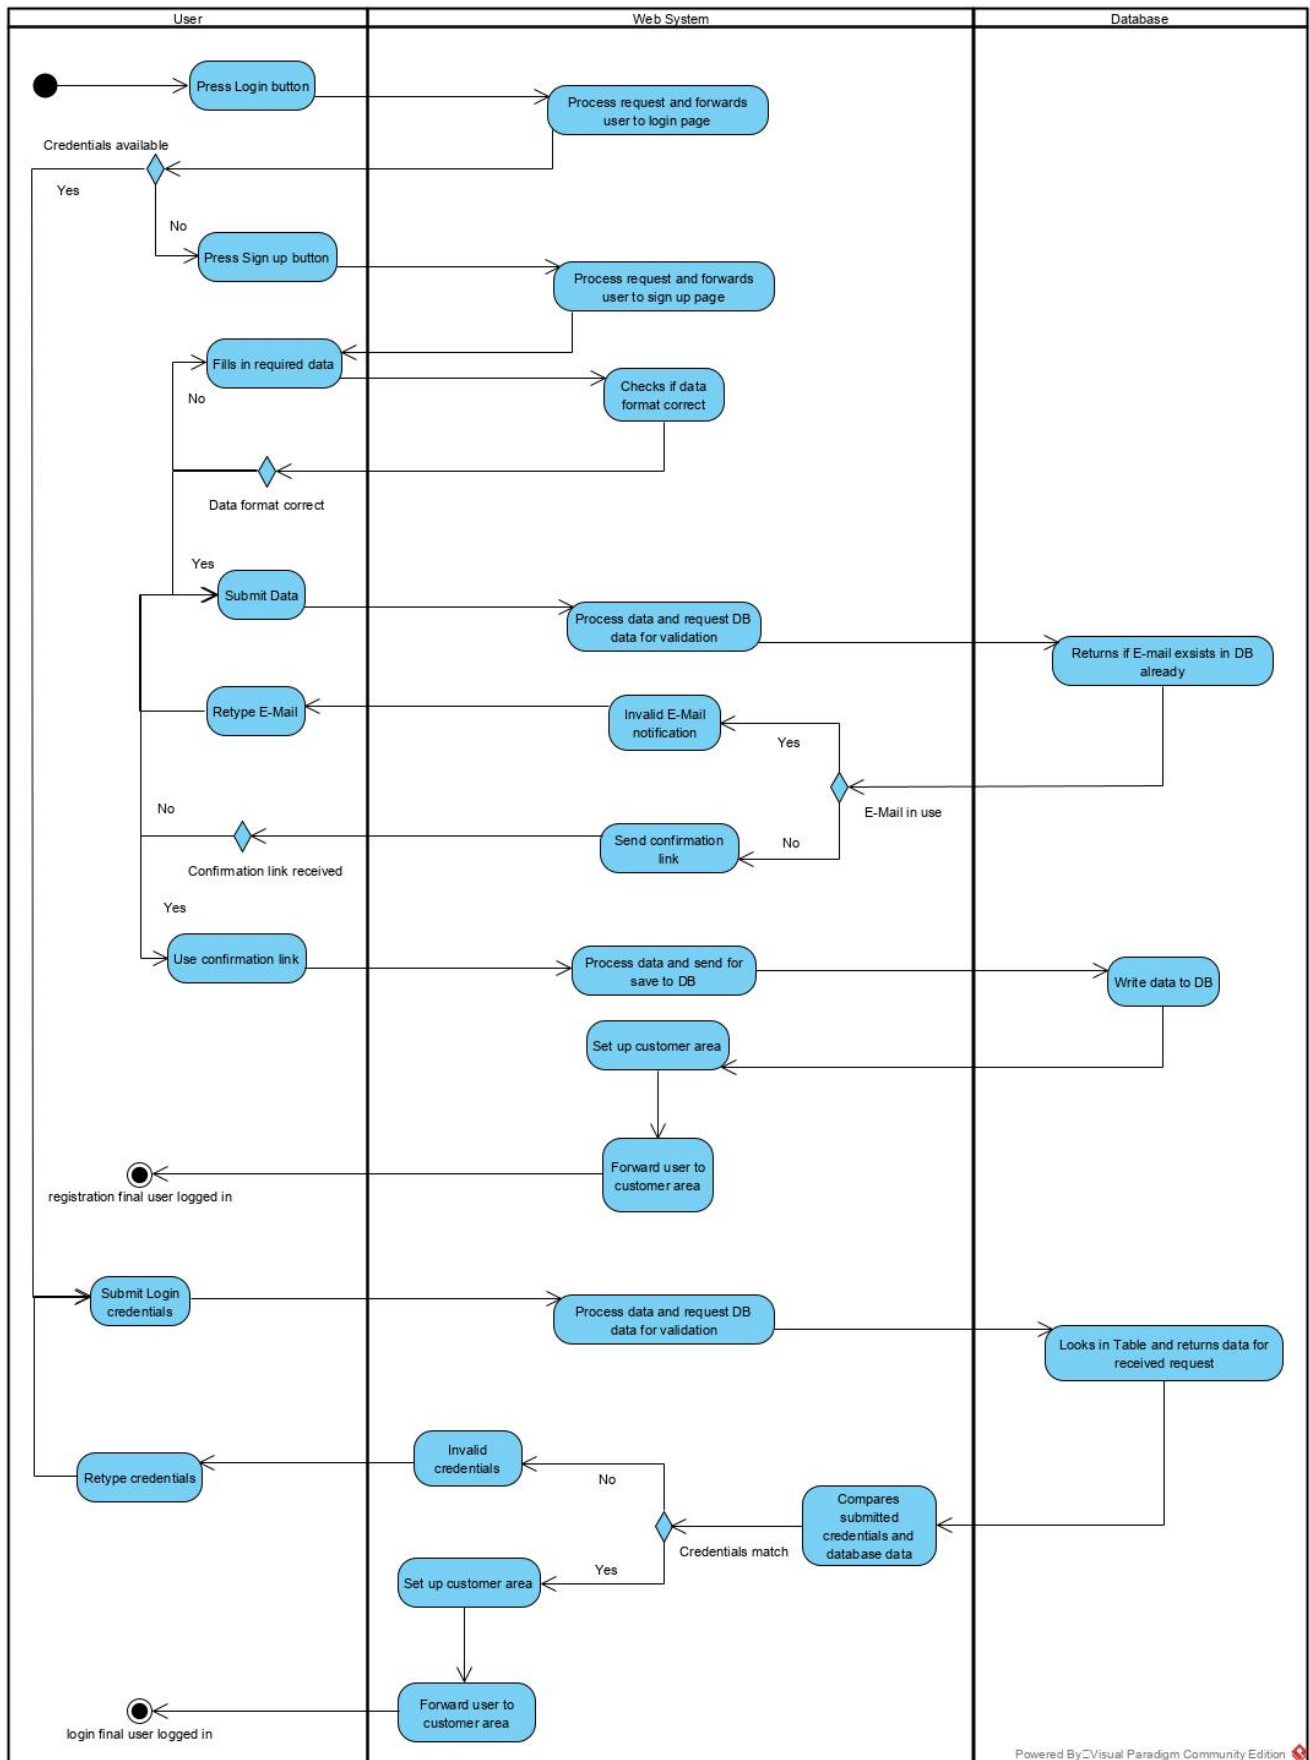 User
Web System
Database
Press Login button
Process request and forwards
user to login page
Credentials available
Yes
No
Press Sign up button
Process request and forwards
user to sign up page
Fills in required data
No
Checks if data
format correct
Data format correct
Yes
Submit Data
Process data and request DB
data for validation
Returns if E-mail exsists in DB
already
Retype E-Mail
Invalid E-Mail
notification
Yes
E-Mail in use
No
No
Send confirmation
link
Confirmation link received
Yes
Use confirmation link
Process data and send for
save to DB
Write data to DB
Set up customer area
Forward user to
customer area
registration final user logged in
Submit Login
credentials
Process data and request DB
data for validation
Looks in Table and returns data for
received request
Invalid
credentials
Retype credentials
No
Compares
submitted
credentials and
database data
Credentials match
Yes
Set up customer area
Forward user to
customer area
login final user logged in
Powered By Visual Paradigm Community Edition